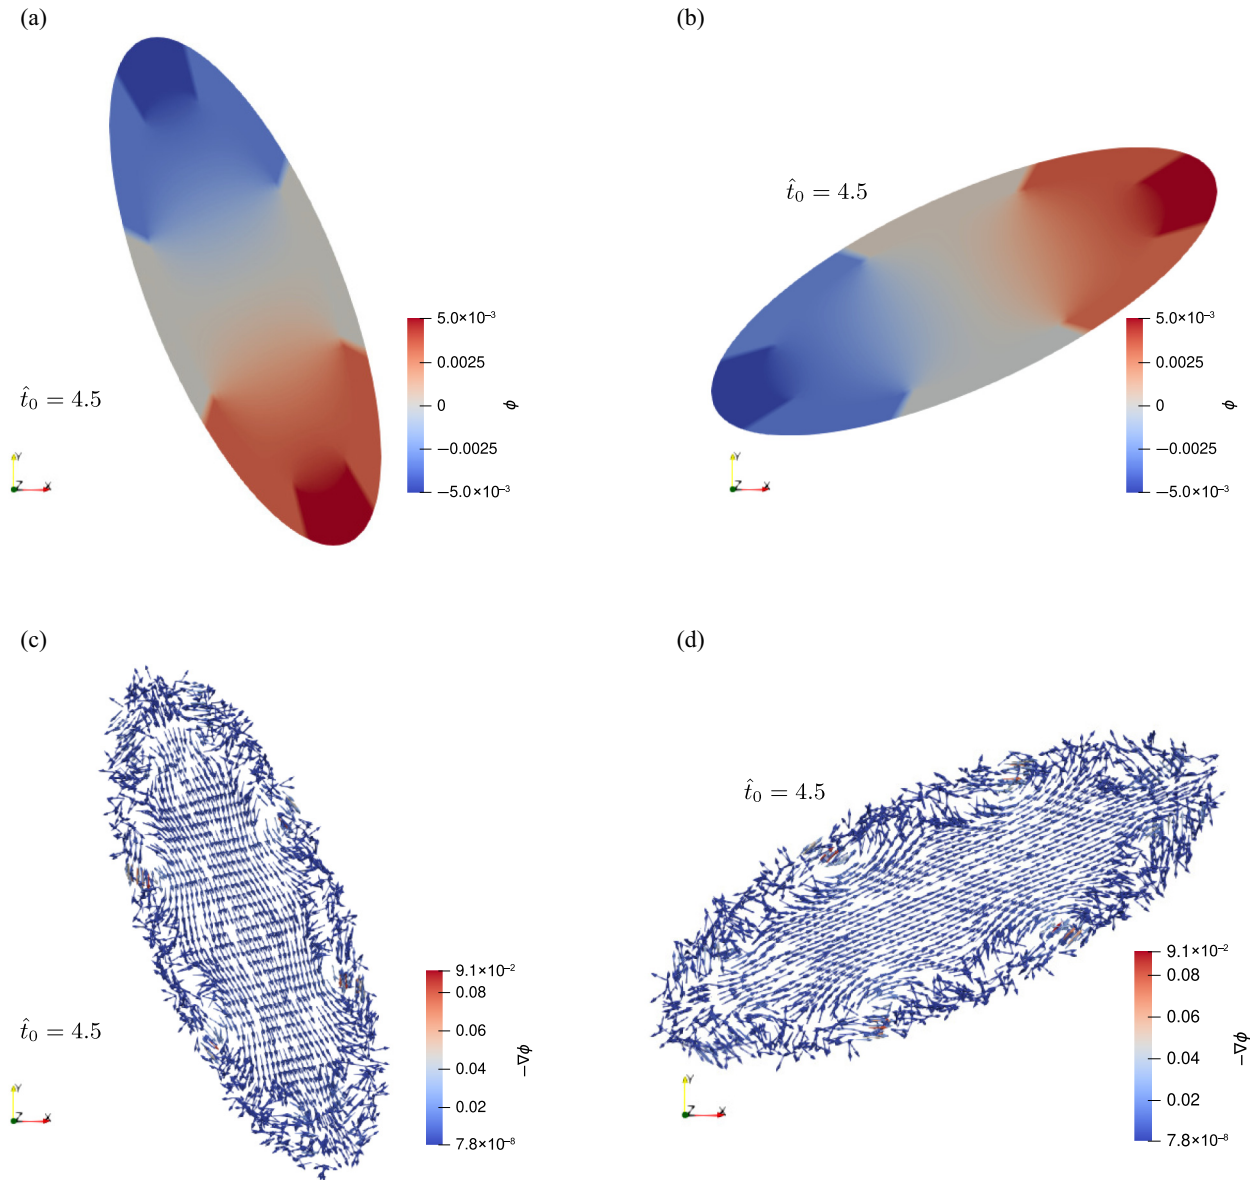 (a)
(b)
t̂₀ = 4.5
5.0×10⁻³
0.0025
0
−0.0025
−5.0×10⁻³
ϕ
Y
Z
X
t̂₀ = 4.5
5.0×10⁻³
0.0025
0
−0.0025
−5.0×10⁻³
ϕ
Y
Z
X
(c)
(d)
t̂₀ = 4.5
9.1×10⁻²
0.08
0.06
0.04
0.02
7.8×10⁻⁸
−∇ϕ
Y
Z
X
t̂₀ = 4.5
9.1×10⁻²
0.08
0.06
0.04
0.02
7.8×10⁻⁸
−∇ϕ
Y
Z
X